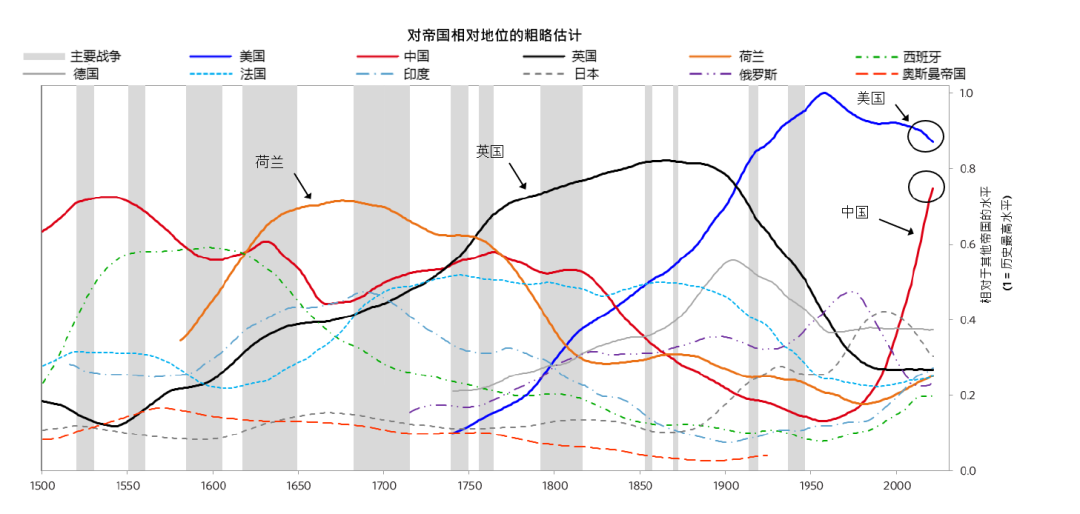 对帝国相对地位的粗略估计
主要战争 美国 中国 英国 荷兰 西班牙
德国 法国 印度 日本 俄罗斯 奥斯曼帝国
美国
1.0
荷兰
英国
0.8
中国
0.6
相对于其他帝国的水平
(1 = 历史最高水平)
0.4
0.2
0.0
1500 1550 1600 1650 1700 1750 1800 1850 1900 1950 2000